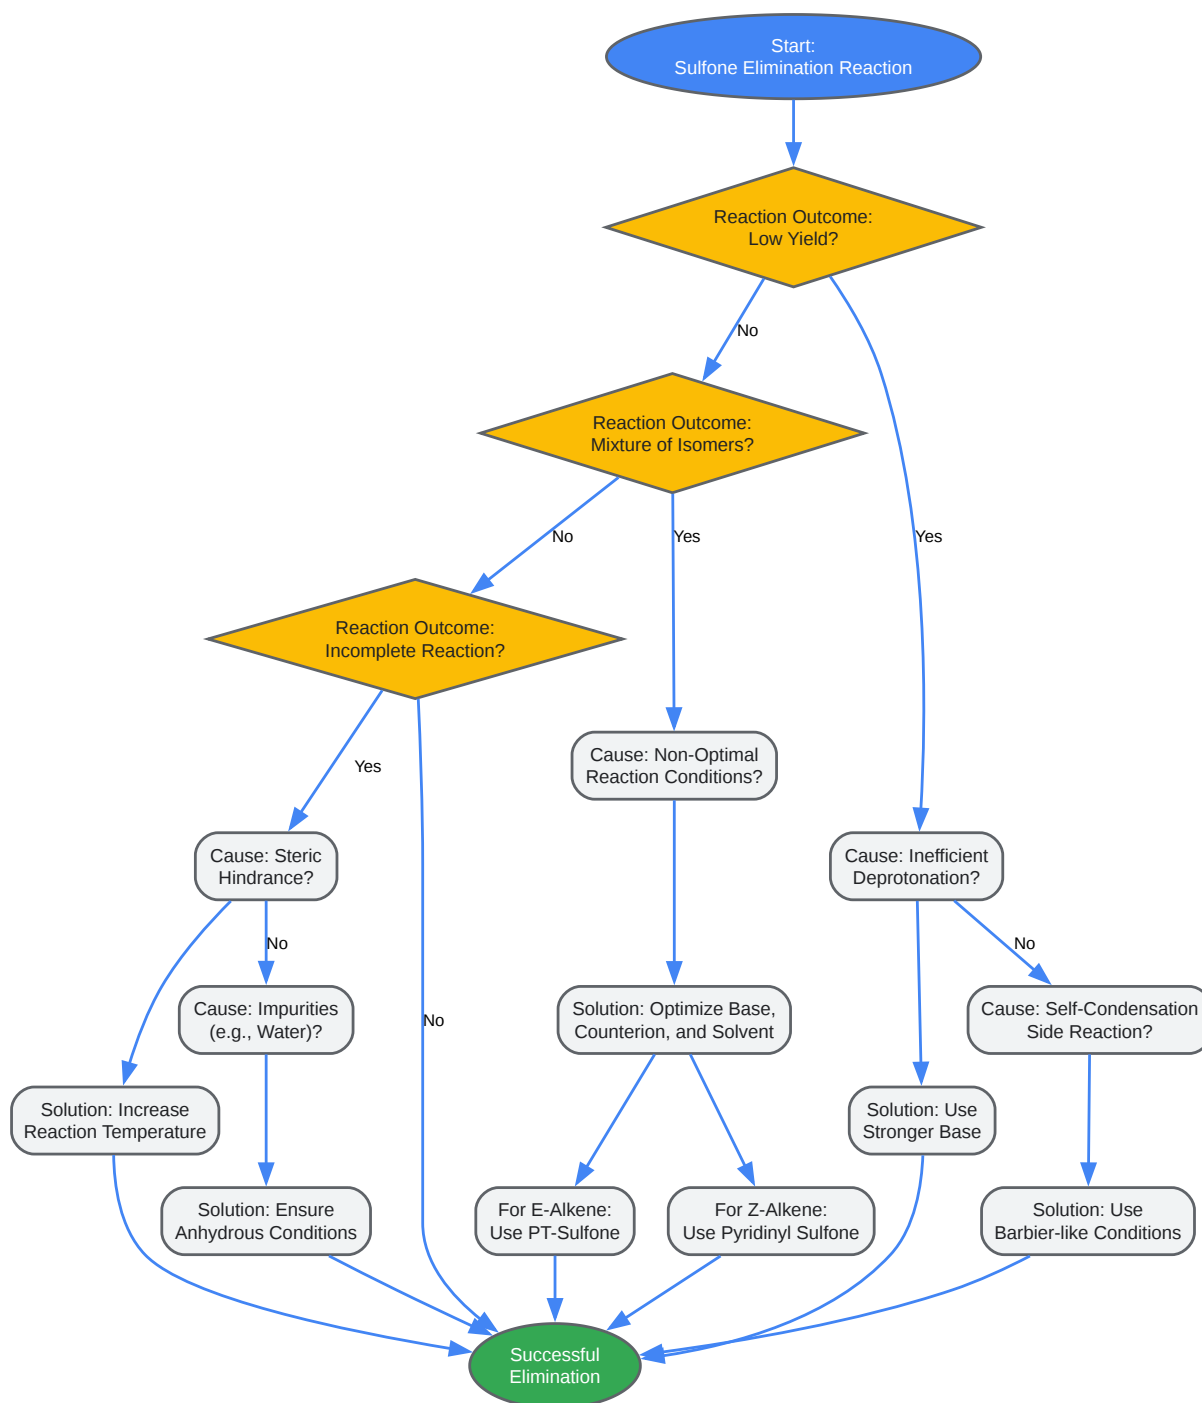 Start:
Sulfone Elimination Reaction
Reaction Outcome:
Low Yield?
No
Reaction Outcome:
Mixture of Isomers?
No
Yes
Yes
Reaction Outcome:
Incomplete Reaction?
Yes
Cause: Non-Optimal
Reaction Conditions?
Cause: Steric
Hindrance?
Cause: Inefficient
Deprotonation?
No
No
Cause: Impurities
(e.g., Water)?
No
Solution: Optimize Base,
Counterion, and Solvent
Cause: Self-Condensation
Side Reaction?
Solution: Increase
Reaction Temperature
Solution: Use
Stronger Base
Solution: Ensure
Anhydrous Conditions
For E-Alkene:
Use PT-Sulfone
For Z-Alkene:
Use Pyridinyl Sulfone
Solution: Use
Barbier-like Conditions
Successful
Elimination